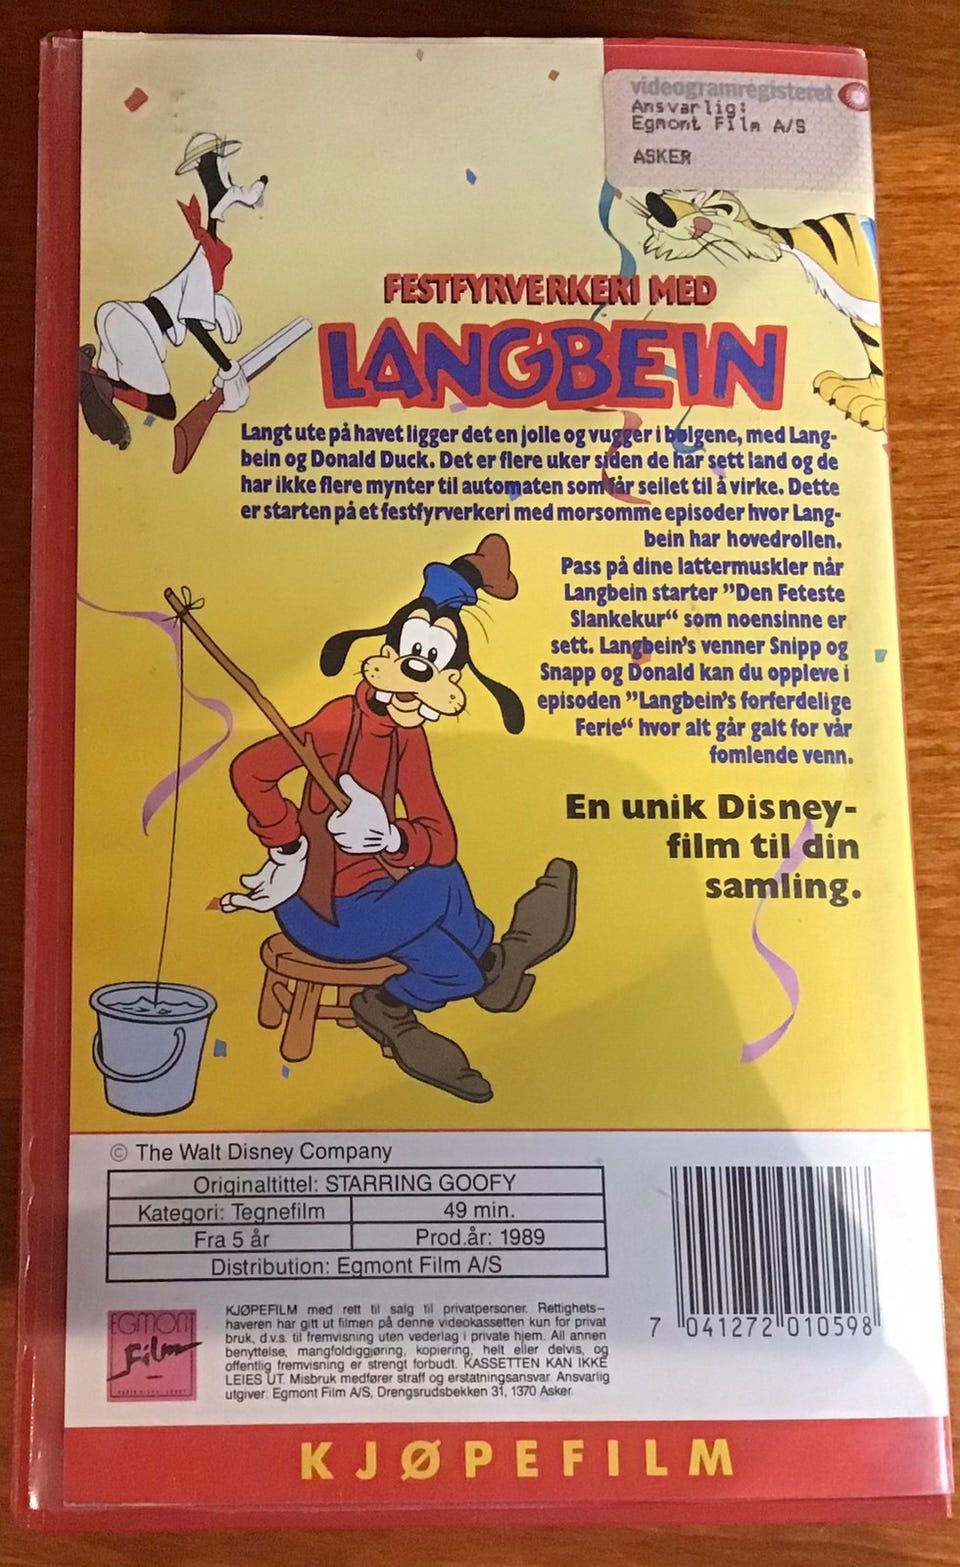 videogramregisteret
Ansvarlig:
Egmont Film A/S
ASKER
FESTFYRVERKERI MED
LANGBEIN
Langt ute på havet ligger det en jolle og vugger i bølgene, med Lang-
bein og Donald Duck. Det er flere uker siden de har sett land og de
har ikke flere mynter til automaten som får seilet til å virke. Dette
er starten på et festfyrverkeri med morsomme episoder hvor Lang-
bein har hovedrollen.
Pass på dine lattermuskler når
Langbein starter ”Den Feteste
Slankekur“ som noensinne er
sett. Langbein's venner Snipp og
Snapp og Donald kan du oppleve i
episoden ”Langbein's forferdelige
Ferie“ hvor alt går galt for vår
fomlende venn.
En unik Disney-
film til din
samling.
© The Walt Disney Company
Originaltittel: STARRING GOOFY
Kategori: Tegnefilm 49 min.
Fra 5 år Prod.år: 1989
Distribution: Egmont Film A/S
EGMONT
Film
KJØPEFILM med rett til salg til privatpersoner. Rettighets-
haveren har gitt ut filmen på denne videokassetten kun for privat
bruk, d.v.s. til fremvisning uten vederlag i private hjem. All annen
benyttelse, mangfoldiggjøring, kopiering, helt eller delvis, og
offentlig fremvisning er strengt forbudt. KASSETTEN KAN IKKE
LEIES UT. Misbruk medfører straff og erstatningsansvar. Ansvarlig
utgiver: Egmont Film A/S, Drengsrudsbekken 31, 1370 Asker.
7 041272 010598
KJØPEFILM